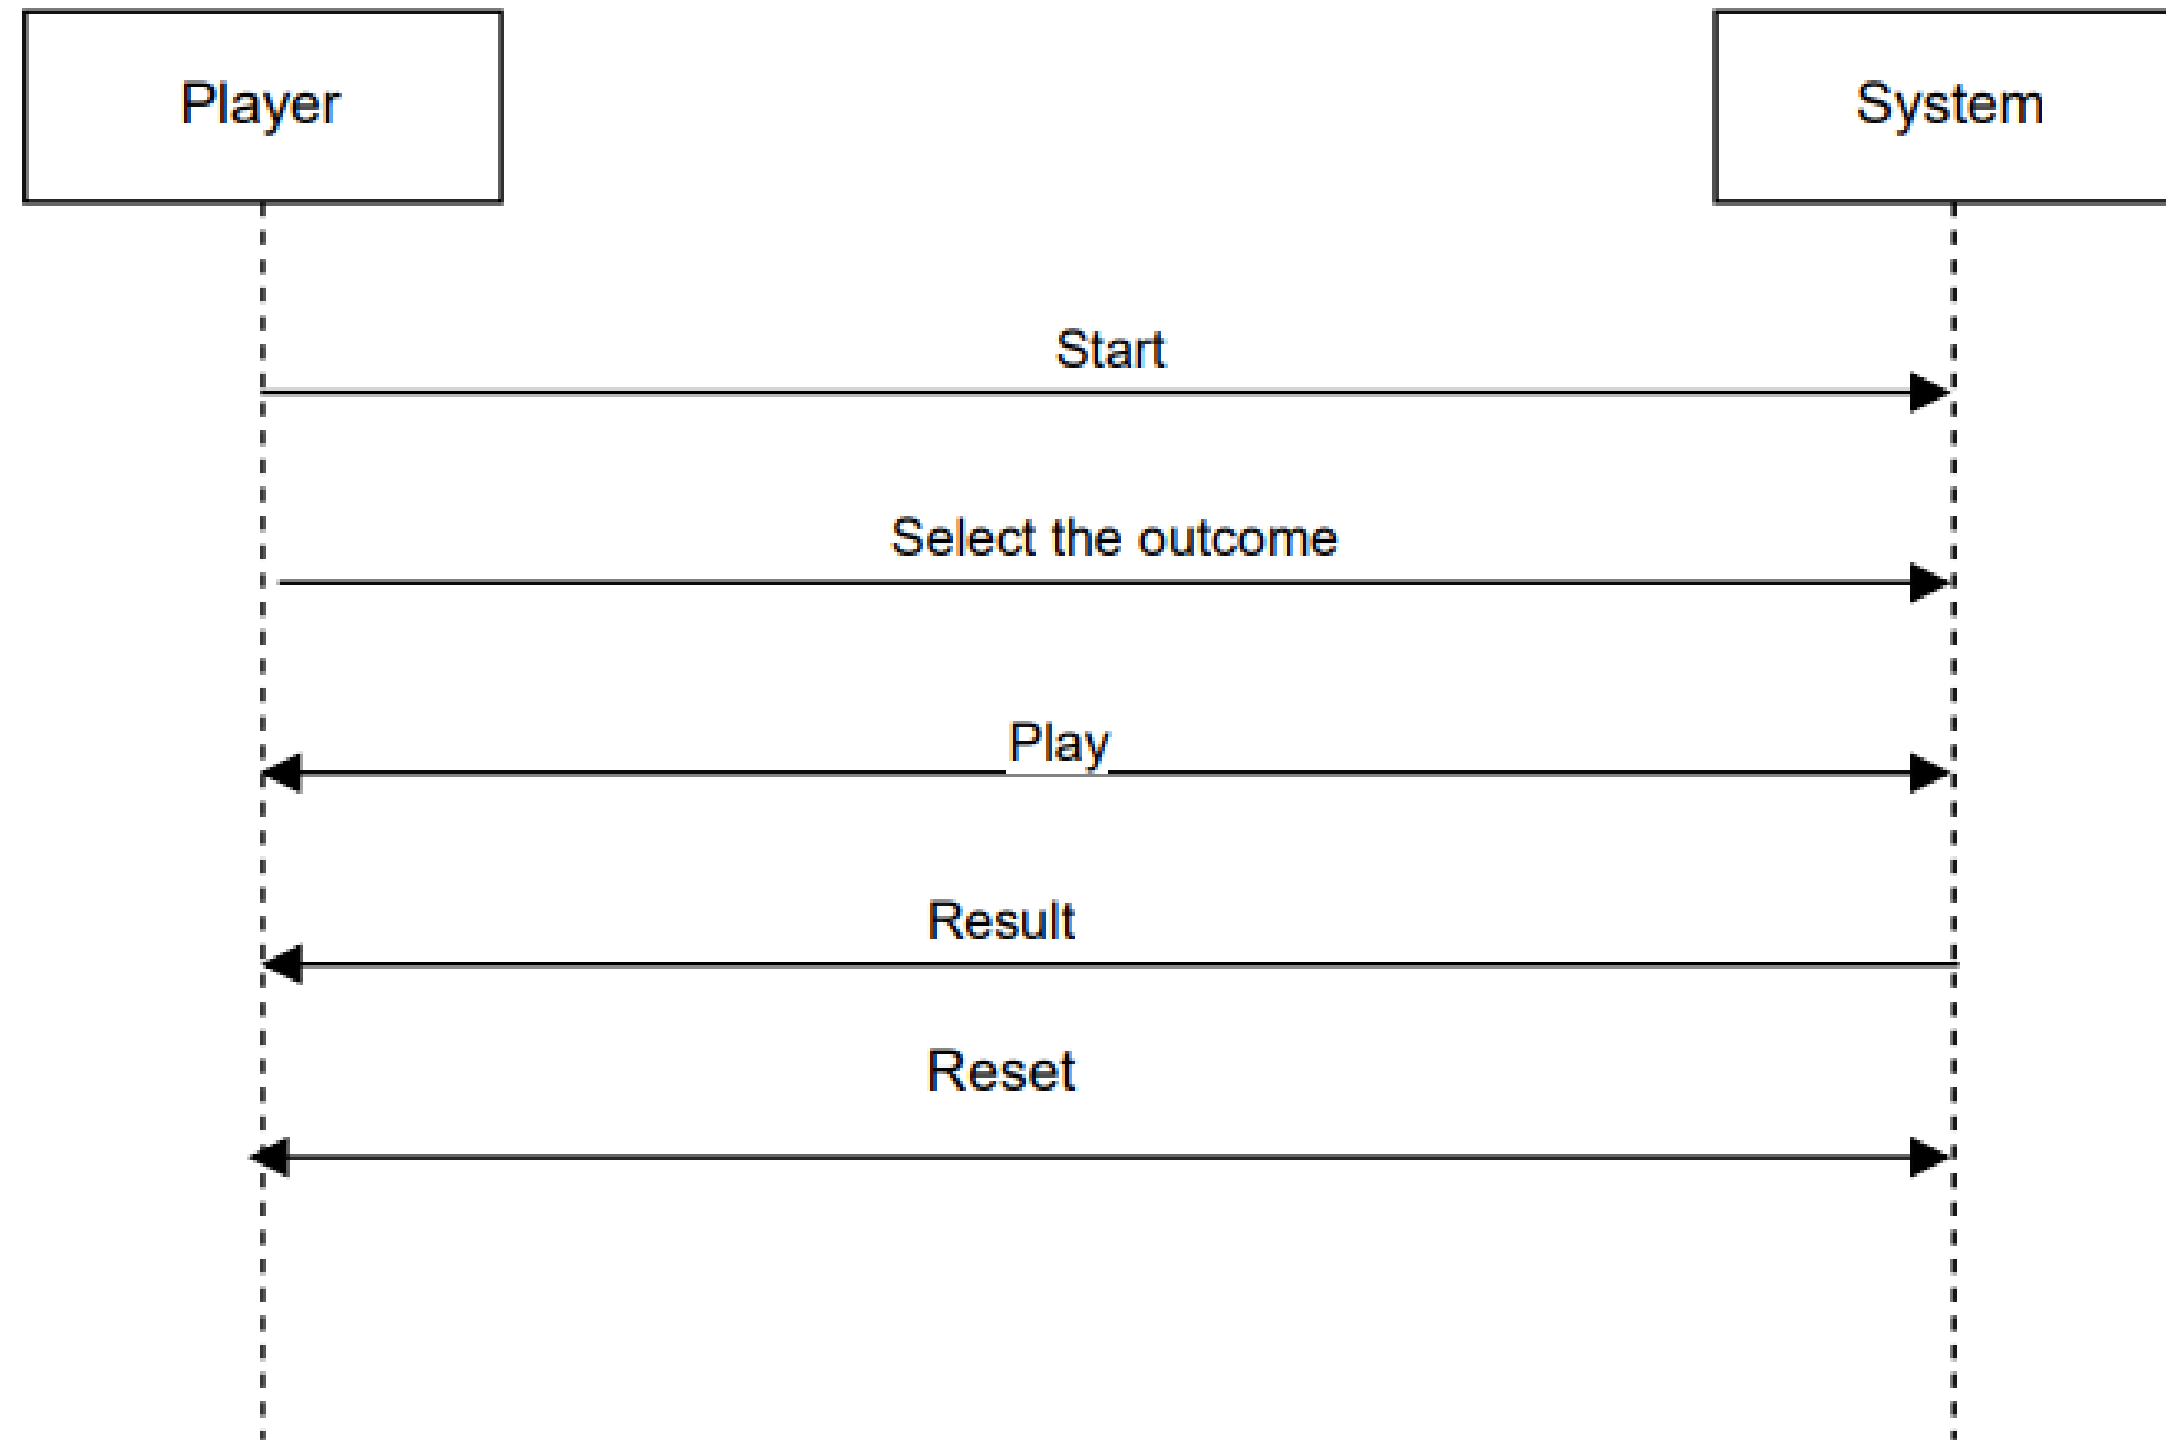 Player
System
Start
Select the outcome
Play
Result
Reset